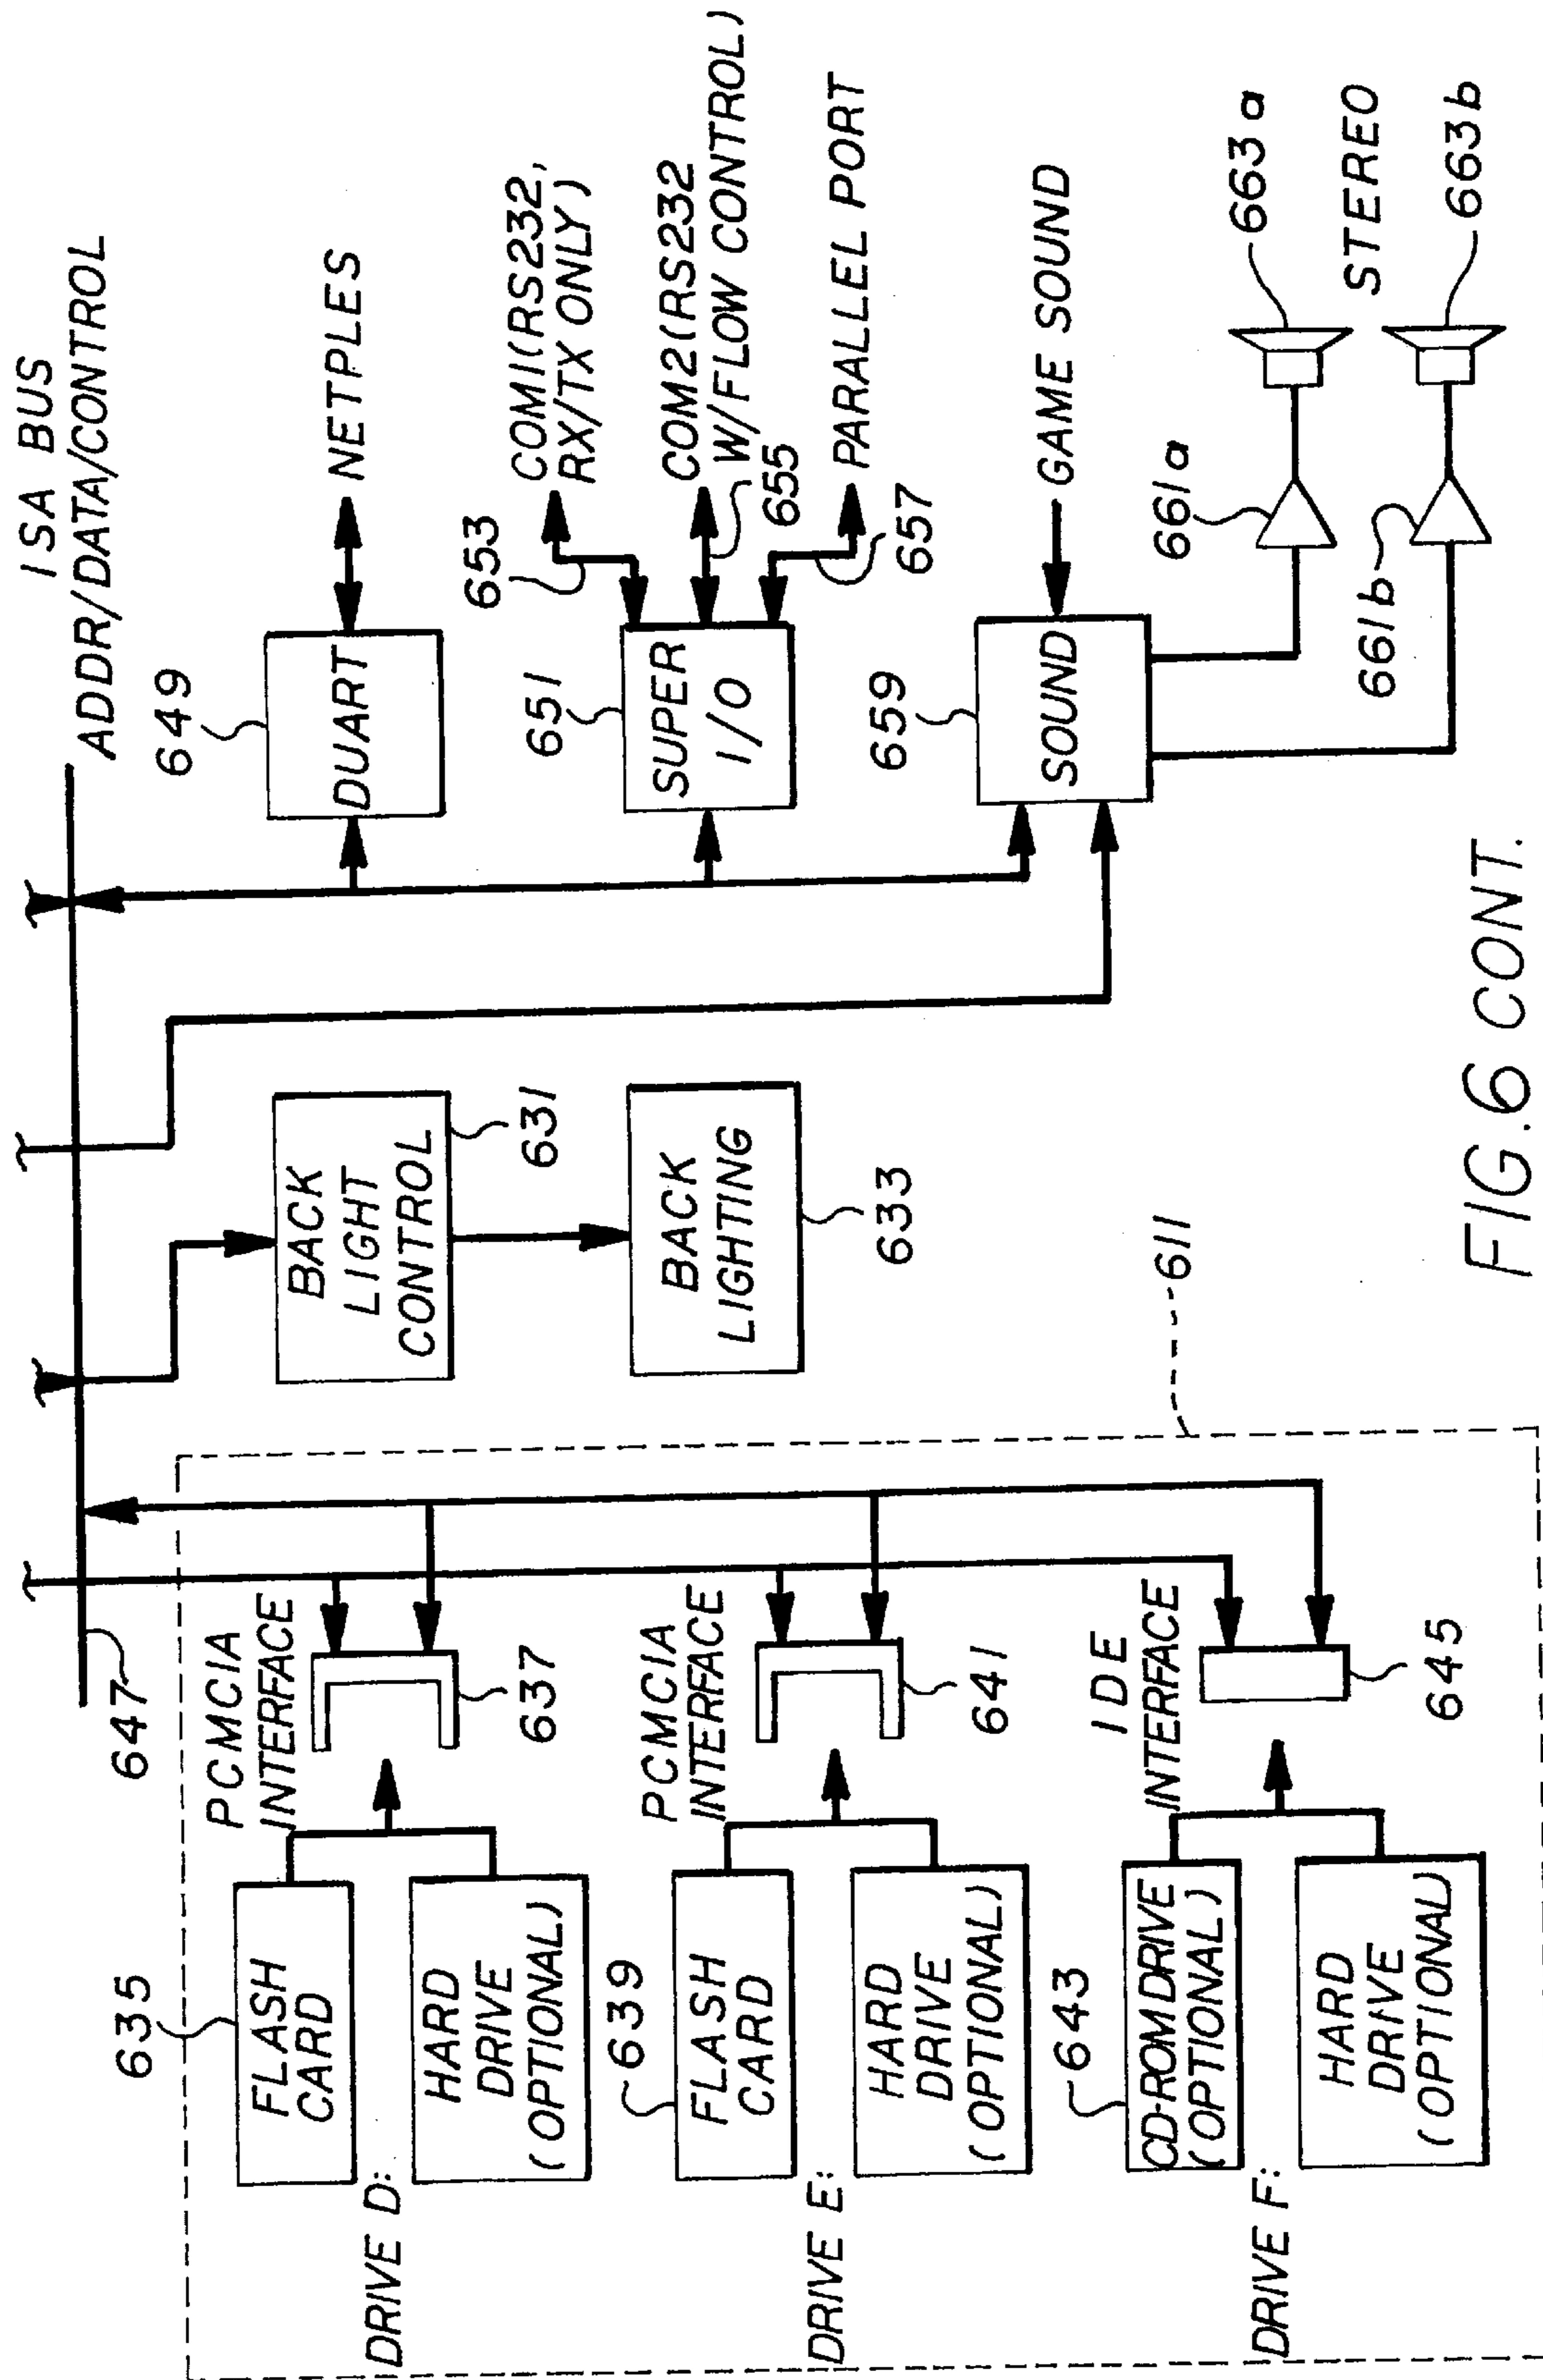 ISA BUS
ADDR/DATA/CONTROL
647
635
FLASH
CARD
DRIVE D:
HARD
DRIVE
(OPTIONAL)
PCMCIA
INTERFACE
637
639
FLASH
CARD
DRIVE E:
HARD
DRIVE
(OPTIONAL)
PCMCIA
INTERFACE
641
643
CD-ROM DRIVE
(OPTIONAL)
DRIVE F:
HARD
DRIVE
(OPTIONAL)
IDE
INTERFACE
645
611
BACK
LIGHT
CONTROL
631
BACK
LIGHTING
633
649
DUART
NETPLES
651
SUPER
I/O
653
COM1(RS232,
RX/TX ONLY)
COM2(RS232
W/FLOW CONTROL)
655
PARALLEL PORT
657
659
SOUND
GAME SOUND
661a
663a
STEREO
661b
663b
FIG.6 CONT.